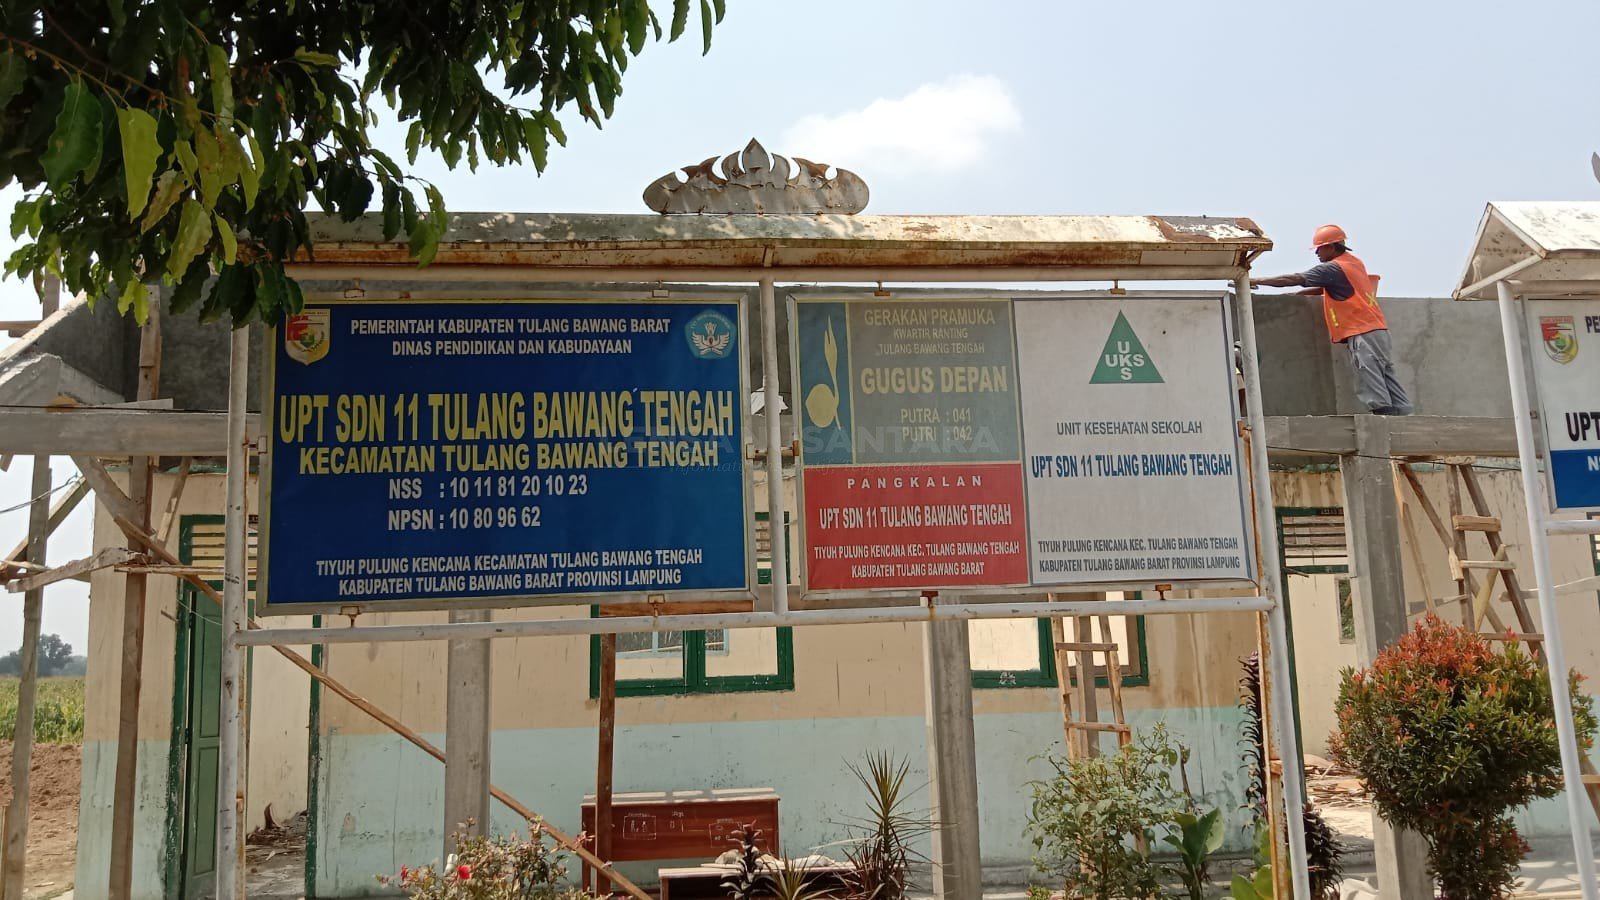 PEMERINTAH KABUPATEN TULANG BAWANG BARAT
DINAS PENDIDIKAN DAN KABUDAYAAN
UPT SDN 11 TULANG BAWANG TENGAH
KECAMATAN TULANG BAWANG TENGAH
NSS : 10 11 81 20 10 23
NPSN : 10 80 96 62
TIYUH PULUNG KENCANA KECAMATAN TULANG BAWANG TENGAH
KABUPATEN TULANG BAWANG BARAT PROVINSI LAMPUNG
GERAKAN PRAMUKA
KWARTIR RANTING
TULANG BAWANG TENGAH
GUGUS DEPAN
PUTRA : 041
PUTRI : 042
PANGKALAN
UPT SDN 11 TULANG BAWANG TENGAH
TIYUH PULUNG KENCANA KEC. TULANG BAWANG TENGAH
KABUPATEN TULANG BAWANG BARAT
U
UKS
S
UNIT KESEHATAN SEKOLAH
UPT SDN 11 TULANG BAWANG TENGAH
TIYUH PULUNG KENCANA KEC. TULANG BAWANG TENGAH
KABUPATEN TULANG BAWANG BARAT PROVINSI LAMPUNG
UPT